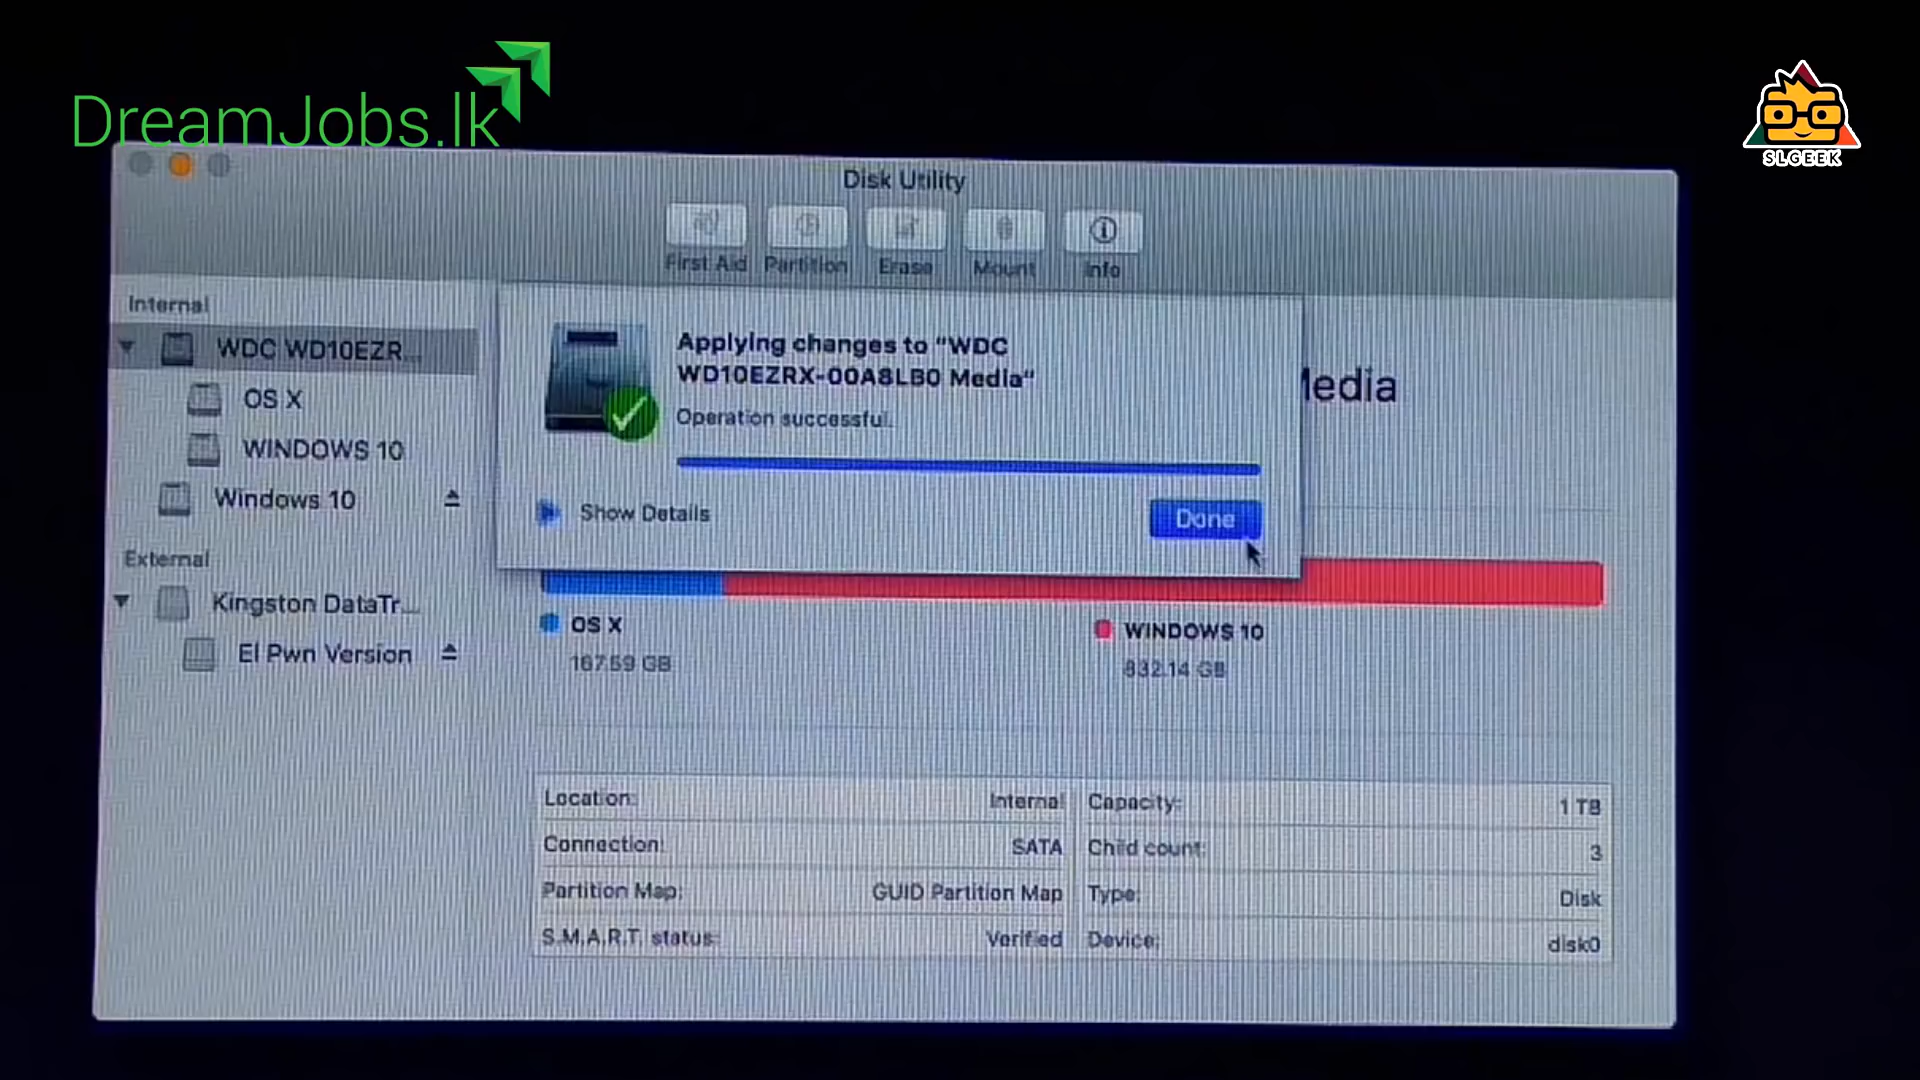 DreamJobs.lk
SLGEEK
Disk Utility
First Aid
Partition
Erase
Mount
Info
Internal
WDC WD10EZR...
OS X
WINDOWS 10
Windows 10
External
Kingston DataTr...
El Pwn Version
Applying changes to “WDC
WD10EZRX-00A8LB0 Media”
Operation successful.
Show Details
Done
Media
OS X
167.59 GB
WINDOWS 10
832.14 GB
Location: Internal
Connection: SATA
Partition Map: GUID Partition Map
S.M.A.R.T. status: Verified
Capacity: 1 TB
Child count: 3
Type: Disk
Device: disk0